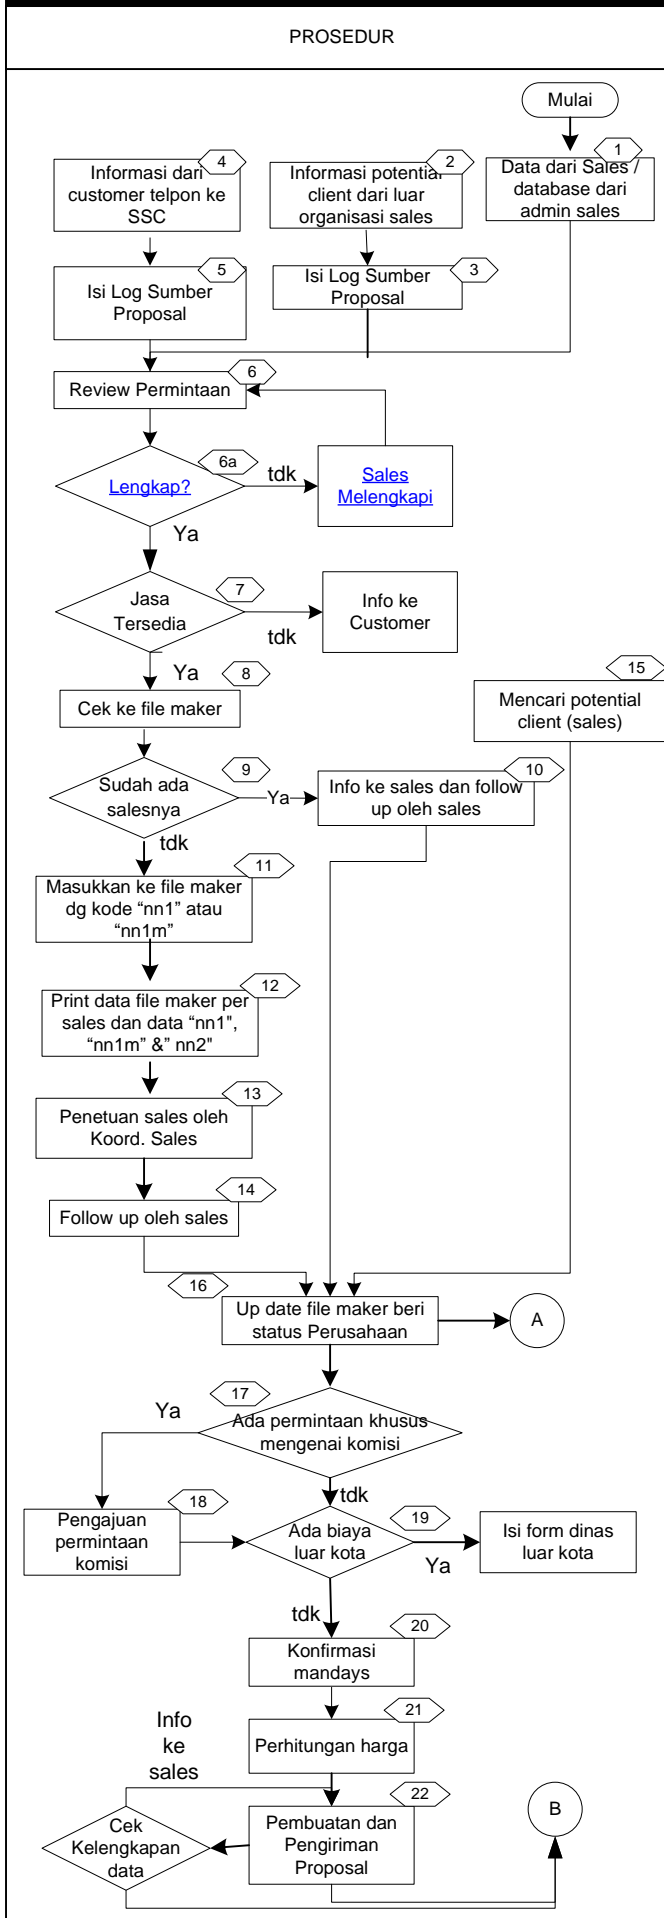 PROSEDUR
Mulai
1
Data dari Sales /
database dari
admin sales
4
Informasi dari
customer telpon ke
SSC
2
Informasi potential
client dari luar
organisasi sales
5
Isi Log Sumber
Proposal
3
Isi Log Sumber
Proposal
6
Review Permintaan
6a
Lengkap?
tdk
Sales
Melengkapi
Ya
7
Jasa
Tersedia
tdk
Info ke
Customer
Ya
8
Cek ke file maker
15
Mencari potential
client (sales)
9
Sudah ada
salesnya
Ya
10
Info ke sales dan follow
up oleh sales
tdk
11
Masukkan ke file maker
dg kode “nn1” atau
“nn1m”
12
Print data file maker per
sales dan data “nn1",
“nn1m” &” nn2"
13
Penetuan sales oleh
Koord. Sales
14
Follow up oleh sales
16
Up date file maker beri
status Perusahaan
A
17
Ya
Ada permintaan khusus
mengenai komisi
tdk
18
Pengajuan
permintaan
komisi
Ada biaya
luar kota
19
Ya
Isi form dinas
luar kota
tdk
20
Konfirmasi
mandays
21
Perhitungan harga
Info
ke
sales
22
Pembuatan dan
Pengiriman
Proposal
Cek
Kelengkapan
data
B